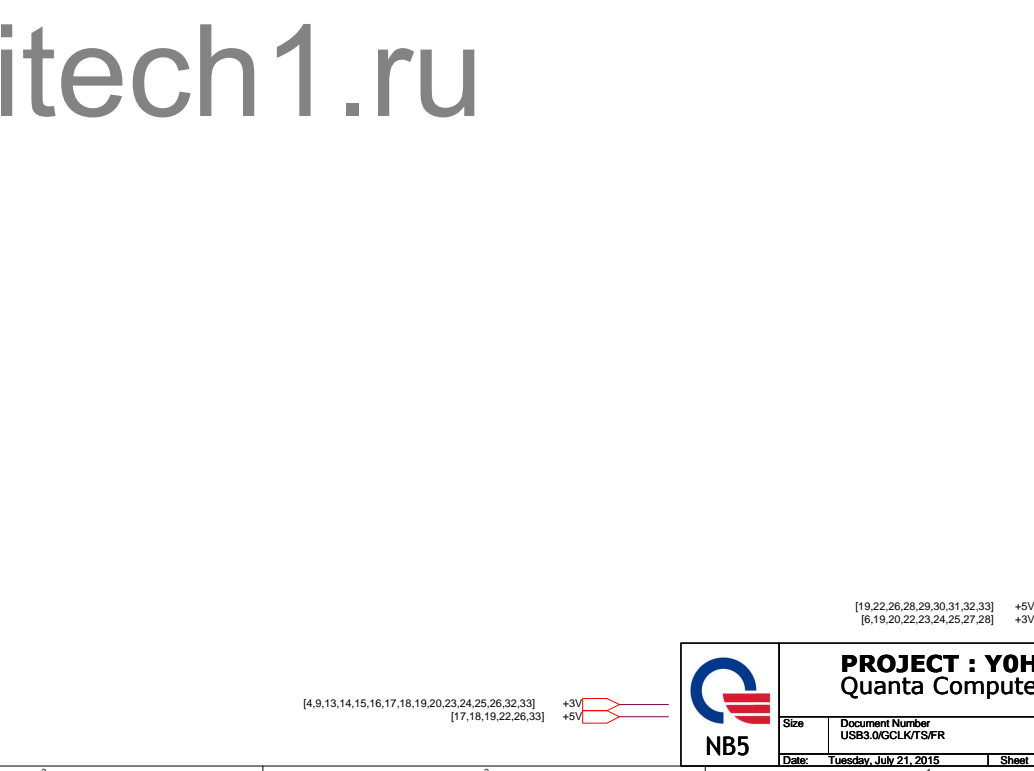 itech1.ru
[19,22,26,28,29,30,31,32,33] +5V
[6,19,20,22,23,24,25,27,28] +3V
[4,9,13,14,15,16,17,18,19,20,23,24,25,26,32,33] +3V
[17,18,19,22,26,33] +5V
NB5
PROJECT : Y0H
Quanta Compute
Size Document Number
USB3.0/GCLK/TS/FR
Date: Tuesday, July 21, 2015 Sheet